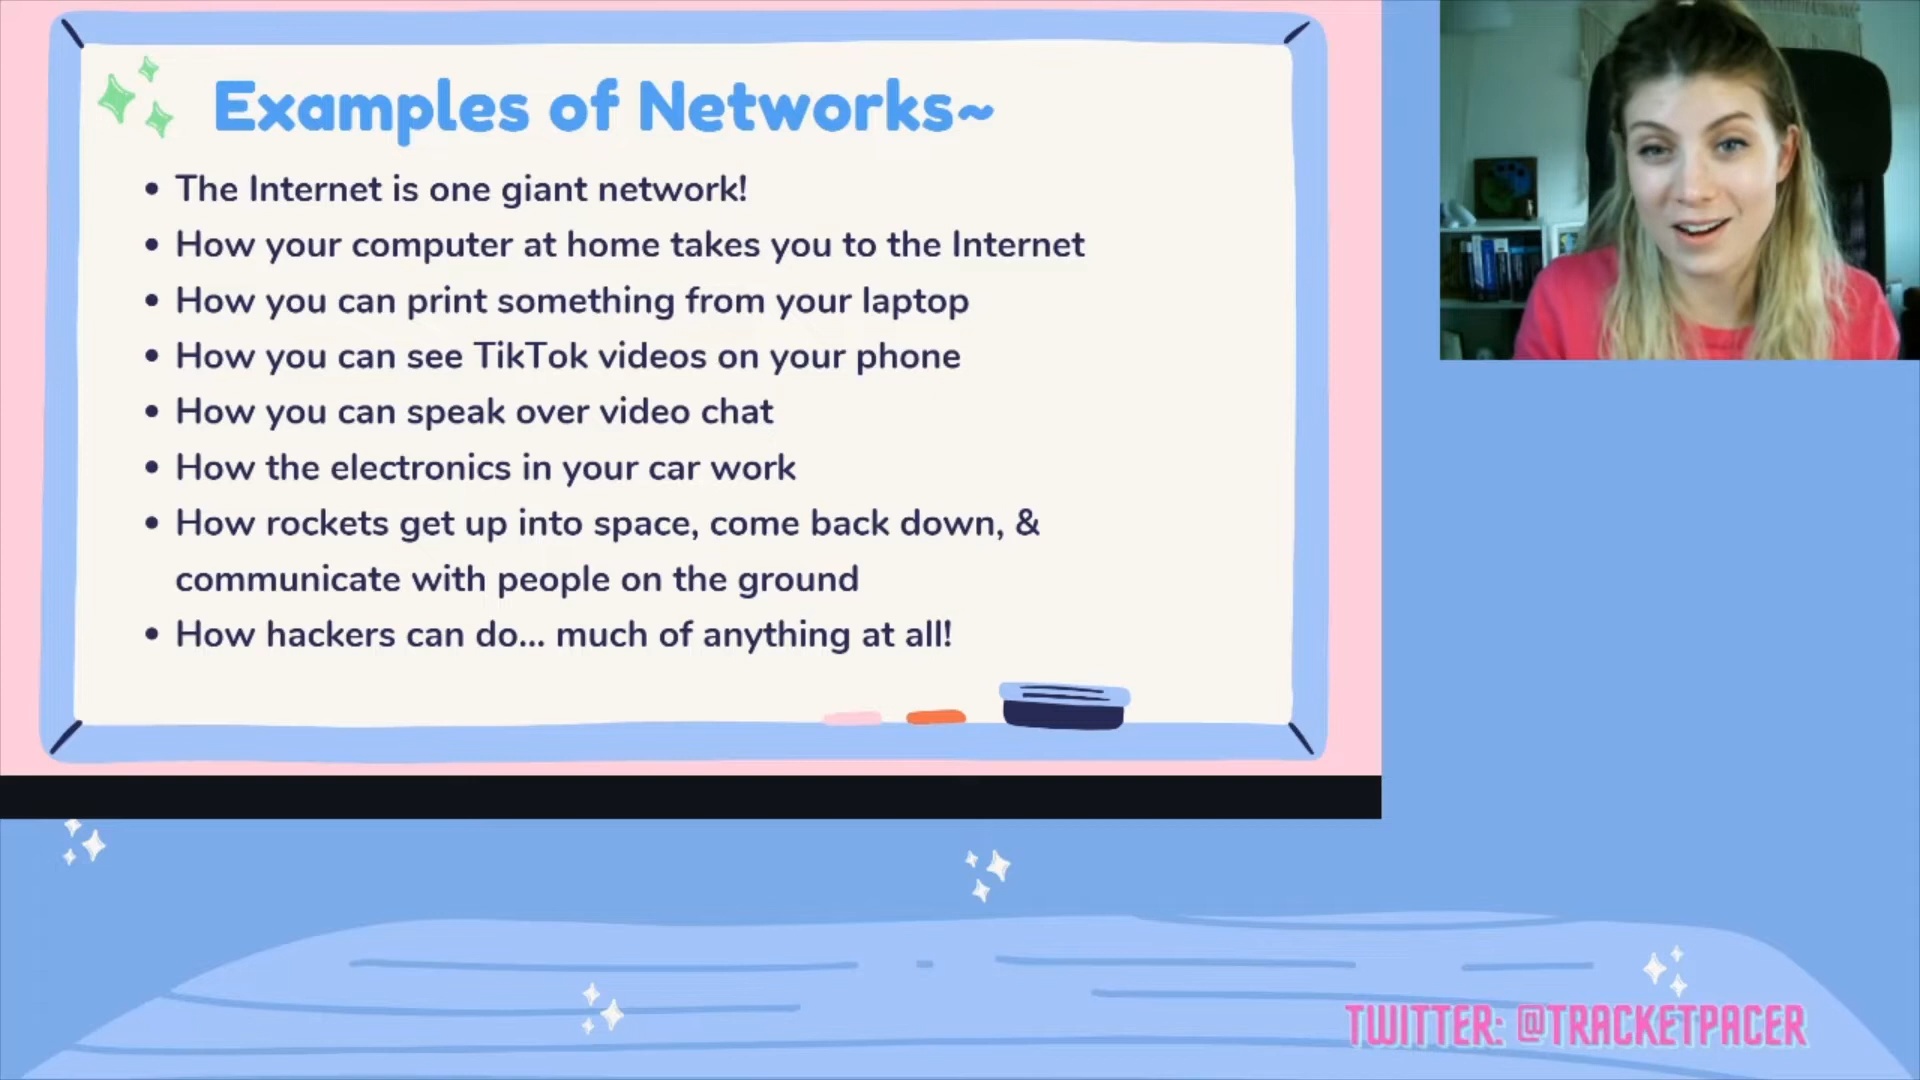 Examples of Networks~
• The Internet is one giant network!
• How your computer at home takes you to the Internet
• How you can print something from your laptop
• How you can see TikTok videos on your phone
• How you can speak over video chat
• How the electronics in your car work
• How rockets get up into space, come back down, &
communicate with people on the ground
• How hackers can do... much of anything at all!
TWITTER: @TRACKETPACER